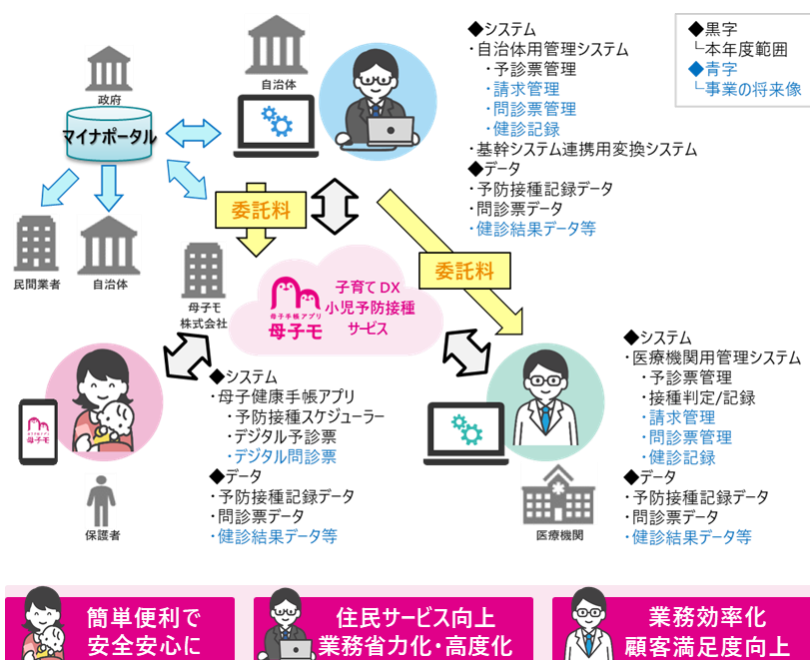 ◆システム
・自治体用管理システム
・予診票管理
・請求管理
・問診票管理
・健診記録
・基幹システム連携用変換システム
◆データ
・予防接種記録データ
・問診票データ
・健診結果データ等
◆黒字
└本年度範囲
◆青字
└事業の将来像
自治体
政府
マイナポータル
民間業者
自治体
委託料
委託料
母子モ
株式会社
母子手帳アプリ
母子モ
子育てDX
小児予防接種
サービス
母子モ
保護者
◆システム
・母子健康手帳アプリ
・予防接種スケジューラー
・デジタル予診票
・デジタル問診票
◆データ
・予防接種記録データ
・問診票データ
・健診結果データ等
医療機関
◆システム
・医療機関用管理システム
・予診票管理
・接種判定/記録
・請求管理
・問診票管理
・健診記録
◆データ
・予防接種記録データ
・問診票データ
・健診結果データ等
簡単便利で
安全安心に
住民サービス向上
業務省力化・高度化
業務効率化
顧客満足度向上